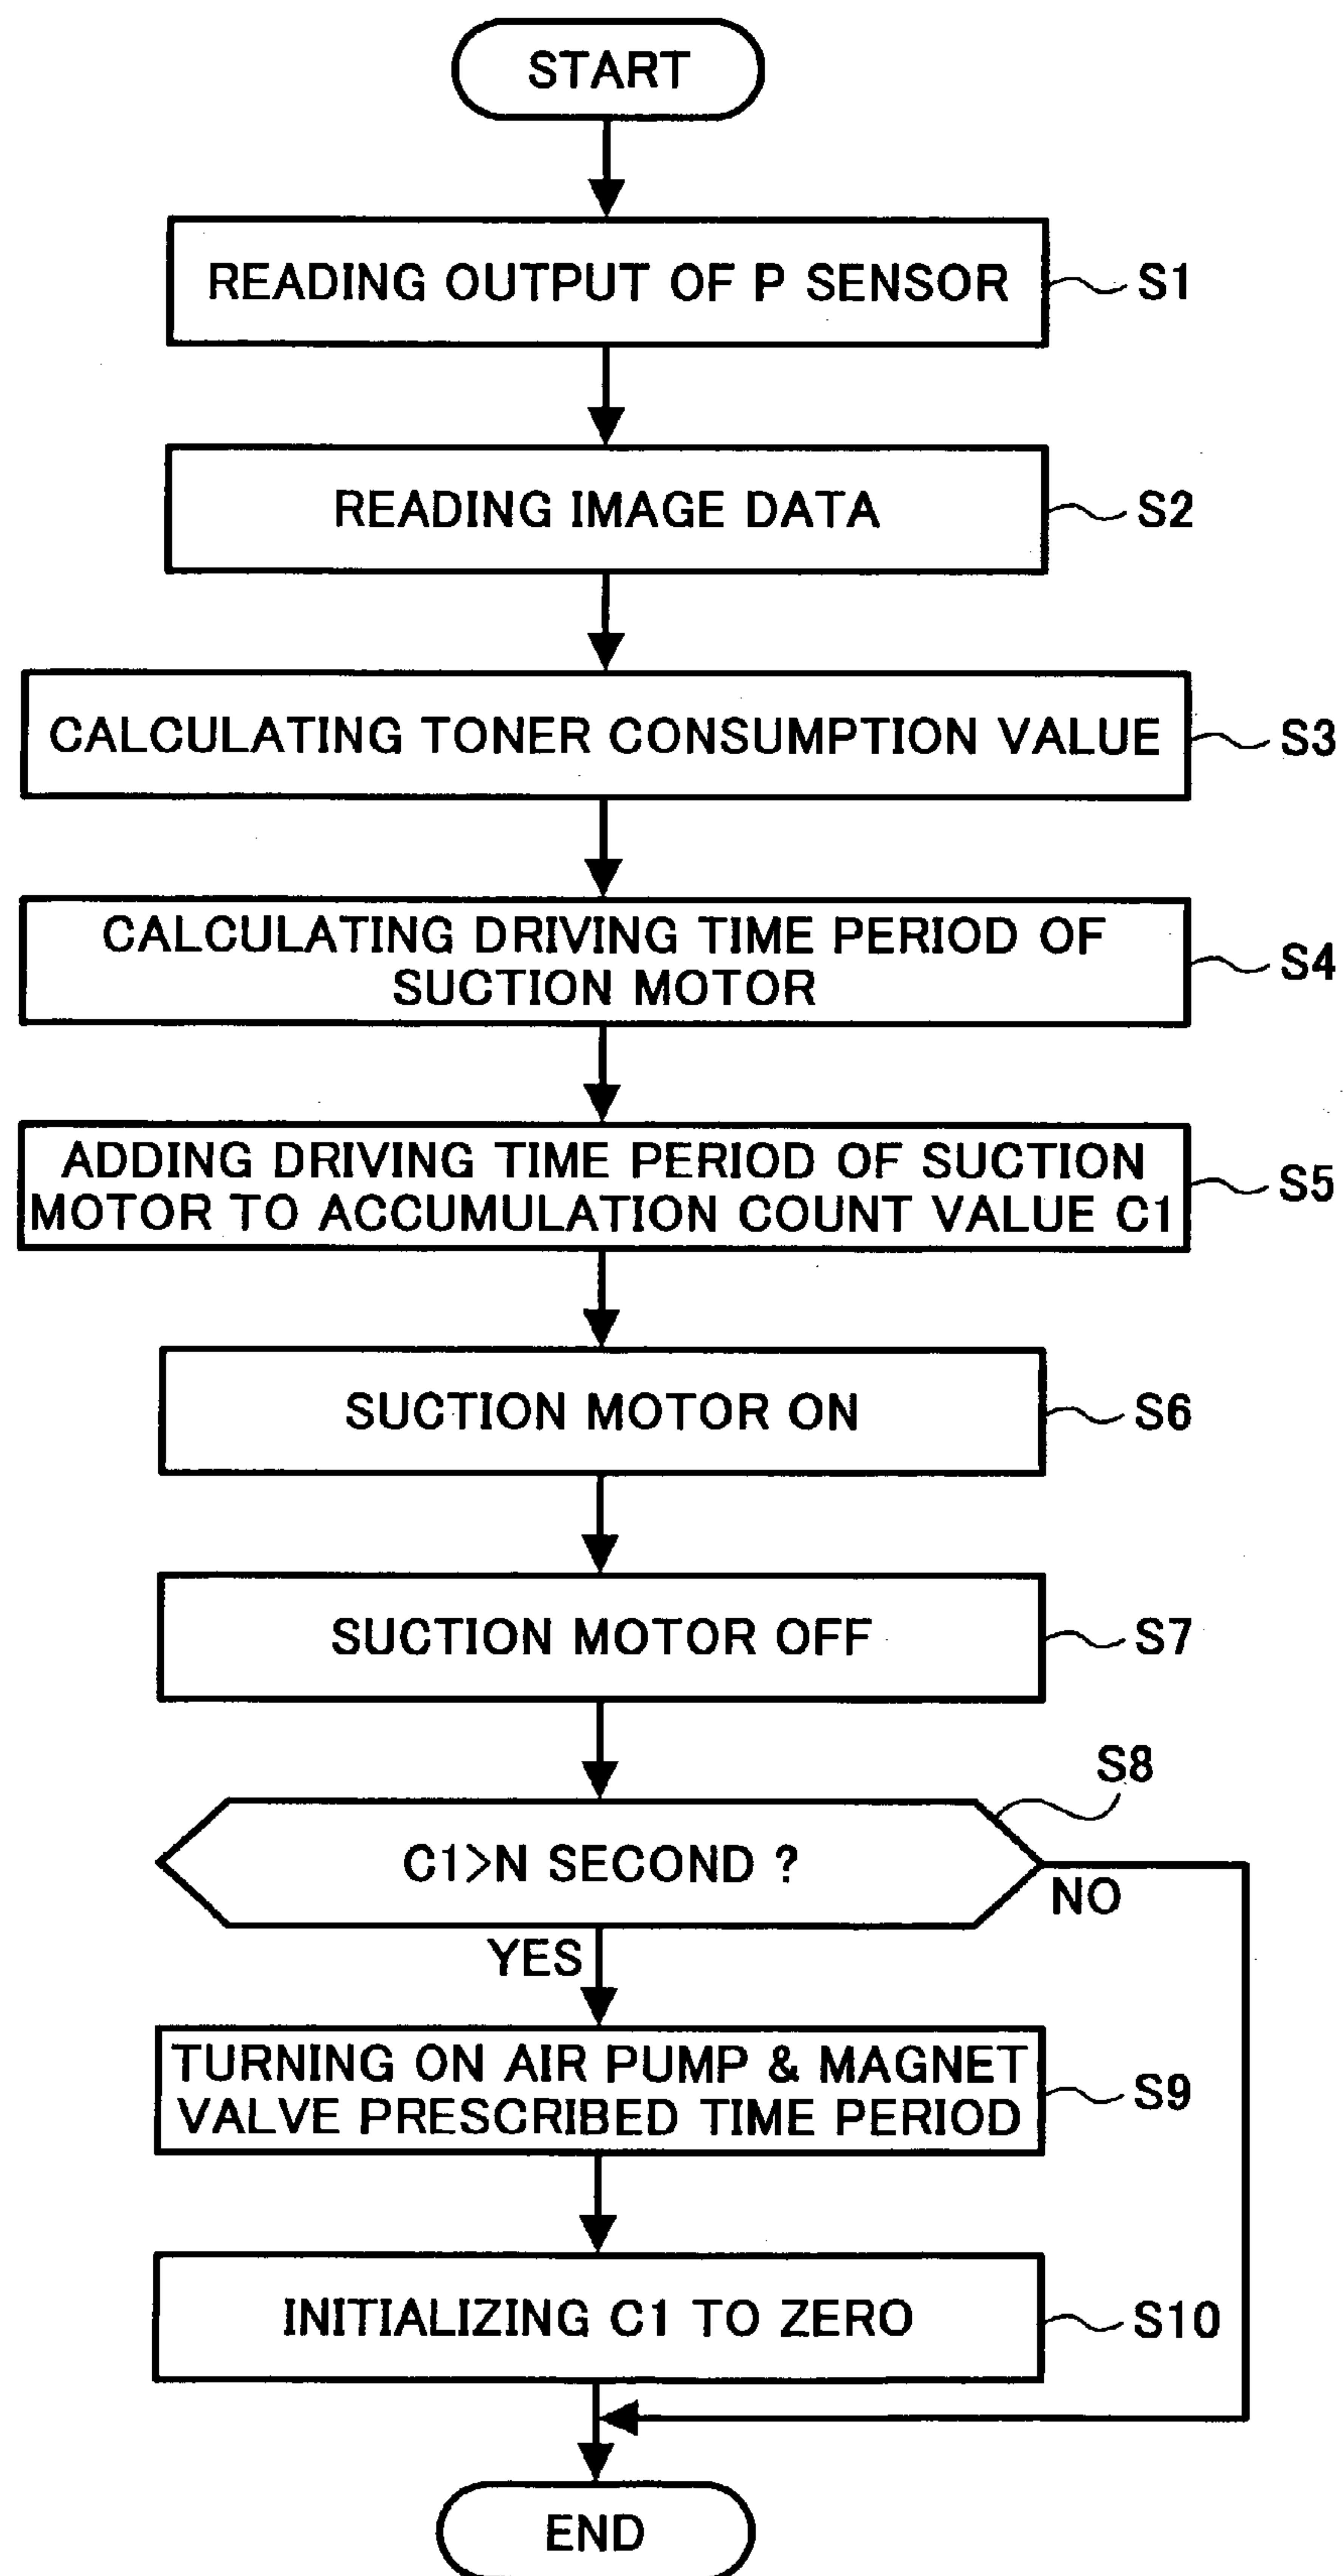 START
READING OUTPUT OF P SENSOR
S1
READING IMAGE DATA
S2
CALCULATING TONER CONSUMPTION VALUE
S3
CALCULATING DRIVING TIME PERIOD OF
SUCTION MOTOR
S4
ADDING DRIVING TIME PERIOD OF SUCTION
MOTOR TO ACCUMULATION COUNT VALUE C1
S5
SUCTION MOTOR ON
S6
SUCTION MOTOR OFF
S7
S8
C1>N SECOND ?
NO
YES
TURNING ON AIR PUMP & MAGNET
VALVE PRESCRIBED TIME PERIOD
S9
INITIALIZING C1 TO ZERO
S10
END